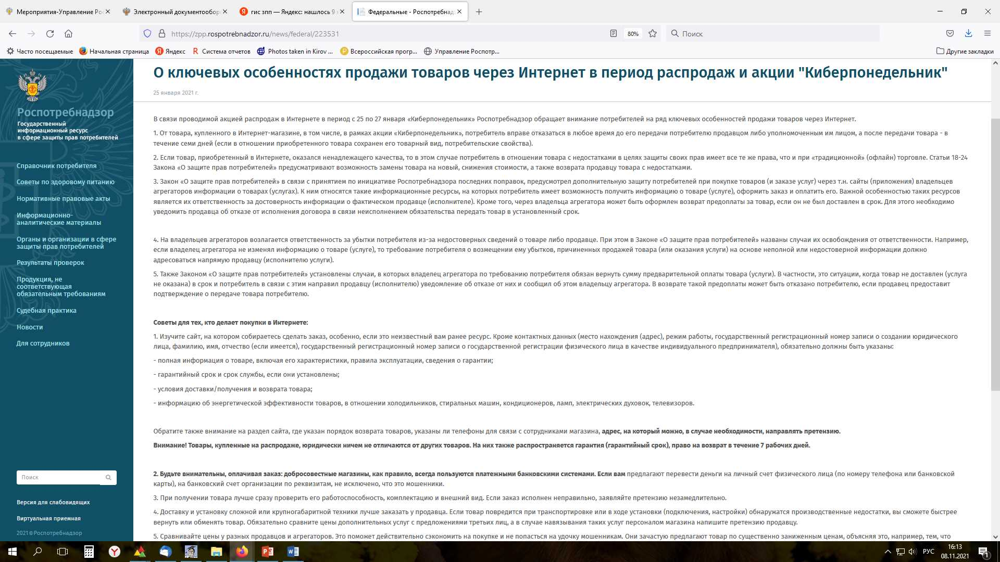 Мероприятия-Управление Рос
Электронный документообор
гис зпп — Яндекс: нашлось 9
Федеральные - Роспотребнад
https://zpp.rospotrebnadzor.ru/news/federal/223531
80%
Поиск
Часто посещаемые
Начальная страница
Яндекс
Система отчетов
Photos taken in Kirov ...
Всероссийская прогр...
Управление Роспотр...
Другие закладки
Роспотребнадзор
Государственный
информационный ресурс
в сфере защиты прав потребителей
Справочник потребителя
Советы по здоровому питанию
Нормативные правовые акты
Информационно-
аналитические материалы
Органы и организации в сфере
защиты прав потребителей
Результаты проверок
Продукция, не
соответствующая
обязательным требованиям
Судебная практика
Новости
Для сотрудников
Поиск
Версия для слабовидящих
Виртуальная приемная
2021©Роспотребнадзор
О ключевых особенностях продажи товаров через Интернет в период распродаж и акции "Киберпонедельник"
25 января 2021 г.
В связи проводимой акцией распродаж в Интернете в период с 25 по 27 января «Киберпонедельник» Роспотребнадзор обращает внимание потребителей на ряд ключевых особенностей продажи товаров через Интернет.
1. От товара, купленного в Интернет-магазине, в том числе, в рамках акции «Киберпонедельник», потребитель вправе отказаться в любое время до его передачи потребителю продавцом либо уполномоченным им лицом, а после передачи товара - в
течение семи дней (если в отношении приобретенного товара сохранен его товарный вид, потребительские свойства).
2. Если товар, приобретенный в Интернете, оказался ненадлежащего качества, то в этом случае потребитель в отношении товара с недостатками в целях защиты своих прав имеет все те же права, что и при «традиционной» (офлайн) торговле. Статьи 18-24
Закона «О защите прав потребителей» предусматривают возможность замены товара на новый, снижения стоимости, а также возврата продавцу товара с недостатками.
3. Закон «О защите прав потребителей» в связи с принятием по инициативе Роспотребнадзора последних поправок, предусмотрел дополнительную защиту потребителей при покупке товаров (и заказе услуг) через т.н. сайты (приложения) владельцев
агрегаторов информации о товарах (услугах). К ним относятся такие информационные ресурсы, на которых потребитель имеет возможность получить информацию о товаре (услуге), оформить заказ и оплатить его. Важной особенностью таких ресурсов
является их ответственность за достоверность информации о фактическом продавце (исполнителе). Кроме того, через владельца агрегатора может быть оформлен возврат предоплаты за товар, если он не был доставлен в срок. Для этого необходимо
уведомить продавца об отказе от исполнения договора в связи неисполнением обязательства передать товар в установленный срок.
4. На владельцев агрегаторов возлагается ответственность за убытки потребителя из-за недостоверных сведений о товаре либо продавце. При этом в Законе «О защите прав потребителей» названы случаи их освобождения от ответственности. Например,
если владелец агрегатора не изменял информацию о товаре (услуге), то требование потребителя о возмещении ему убытков, причиненных продажей товара (или оказания услуги) на основе неполной или недостоверной информации должно
адресоваться напрямую продавцу (исполнителю услуги).
5. Также Законом «О защите прав потребителей» установлены случаи, в которых владелец агрегатора по требованию потребителя обязан вернуть сумму предварительной оплаты товара (услуги). В частности, это ситуации, когда товар не доставлен (услуга
не оказана) в срок и потребитель в связи с этим направил продавцу (исполнителю) уведомление об отказе от них и сообщил об этом владельцу агрегатора. В возврате такой предоплаты может быть отказано потребителю, если продавец предоставит
подтверждение о передаче товара потребителю.
Советы для тех, кто делает покупки в Интернете:
1. Изучите сайт, на котором собираетесь сделать заказ, особенно, если это неизвестный вам ранее ресурс. Кроме контактных данных (место нахождения (адрес), режим работы, государственный регистрационный номер записи о создании юридического
лица, фамилию, имя, отчество (если имеется), государственный регистрационный номер записи о государственной регистрации физического лица в качестве индивидуального предпринимателя), обязательно должны быть указаны:
- полная информация о товаре, включая его характеристики, правила эксплуатации, сведения о гарантии;
- гарантийный срок и срок службы, если они установлены;
- условия доставки/получения и возврата товара;
- информацию об энергетической эффективности товаров, в отношении холодильников, стиральных машин, кондиционеров, ламп, электрических духовок, телевизоров.
Обратите также внимание на раздел сайта, где указан порядок возврата товаров, указаны ли телефоны для связи с сотрудниками магазина, адрес, на который можно, в случае необходимости, направлять претензию.
Внимание! Товары, купленные на распродаже, юридически ничем не отличаются от других товаров. На них также распространяется гарантия (гарантийный срок), право на возврат в течение 7 рабочих дней.
2. Будьте внимательны, оплачивая заказ: добросовестные магазины, как правило, всегда пользуются платежными банковскими системами. Если вам предлагают перевести деньги на личный счет физического лица (по номеру телефона или банковской
карты), на банковский счет организации по реквизитам, не исключено, что это мошенники.
3. При получении товара лучше сразу проверить его работоспособность, комплектацию и внешний вид. Если заказ исполнен неправильно, заявляйте претензию незамедлительно.
4. Доставку и установку сложной или крупногабаритной техники лучше заказать у продавца. Если товар повредится при транспортировке или в ходе установки (подключения, настройки) обнаружатся производственные недостатки, вы сможете быстрее
вернуть или обменять товар. Обязательно сравните цены дополнительных услуг с предложениями третьих лиц, а в случае навязывания таких услуг персоналом магазина напишите претензию продавцу.
5. Сравнивайте цены у разных продавцов и агрегаторов. Это поможет действительно сэкономить на покупке и не попасться на удочку мошенникам. Они зачастую предлагают товар по существенно заниженным ценам, объясняя это, например, тем, что
РУС
16:13
08.11.2021
1